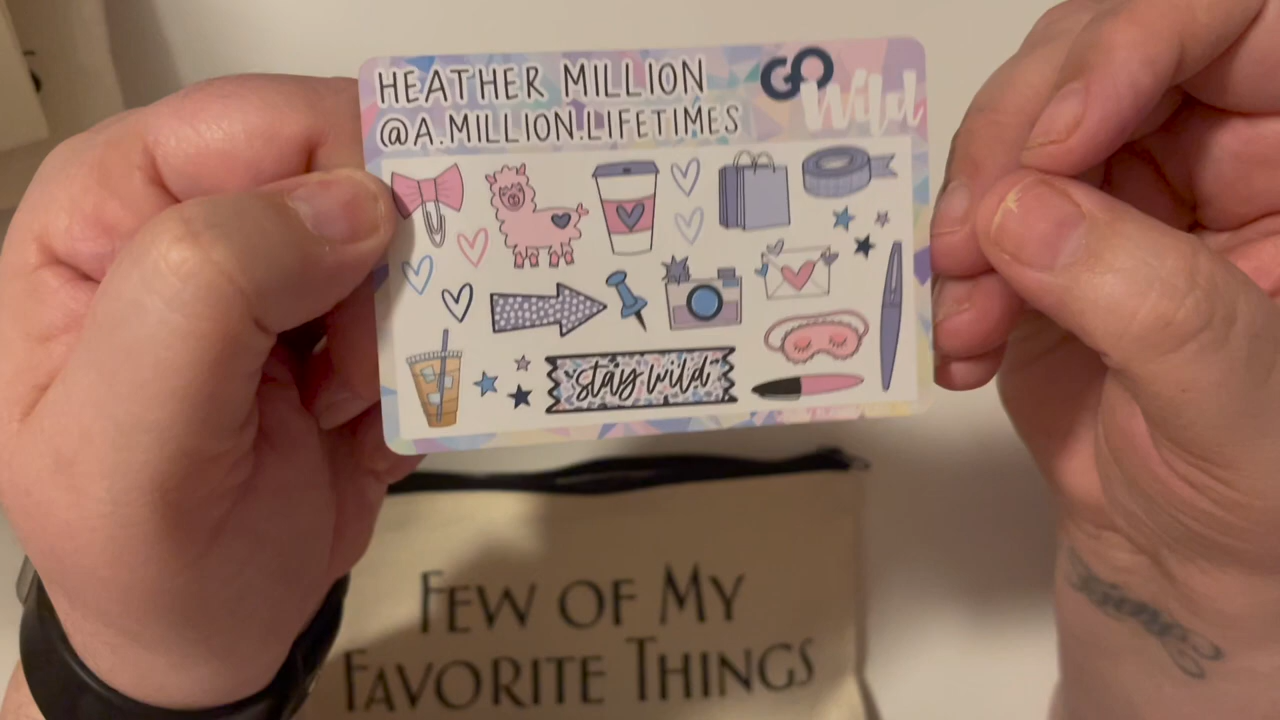 HEATHER MILLION
@A.MILLION.LIFETIMES
GO
Wild
stay wild
FEW OF MY
FAVORITE THINGS